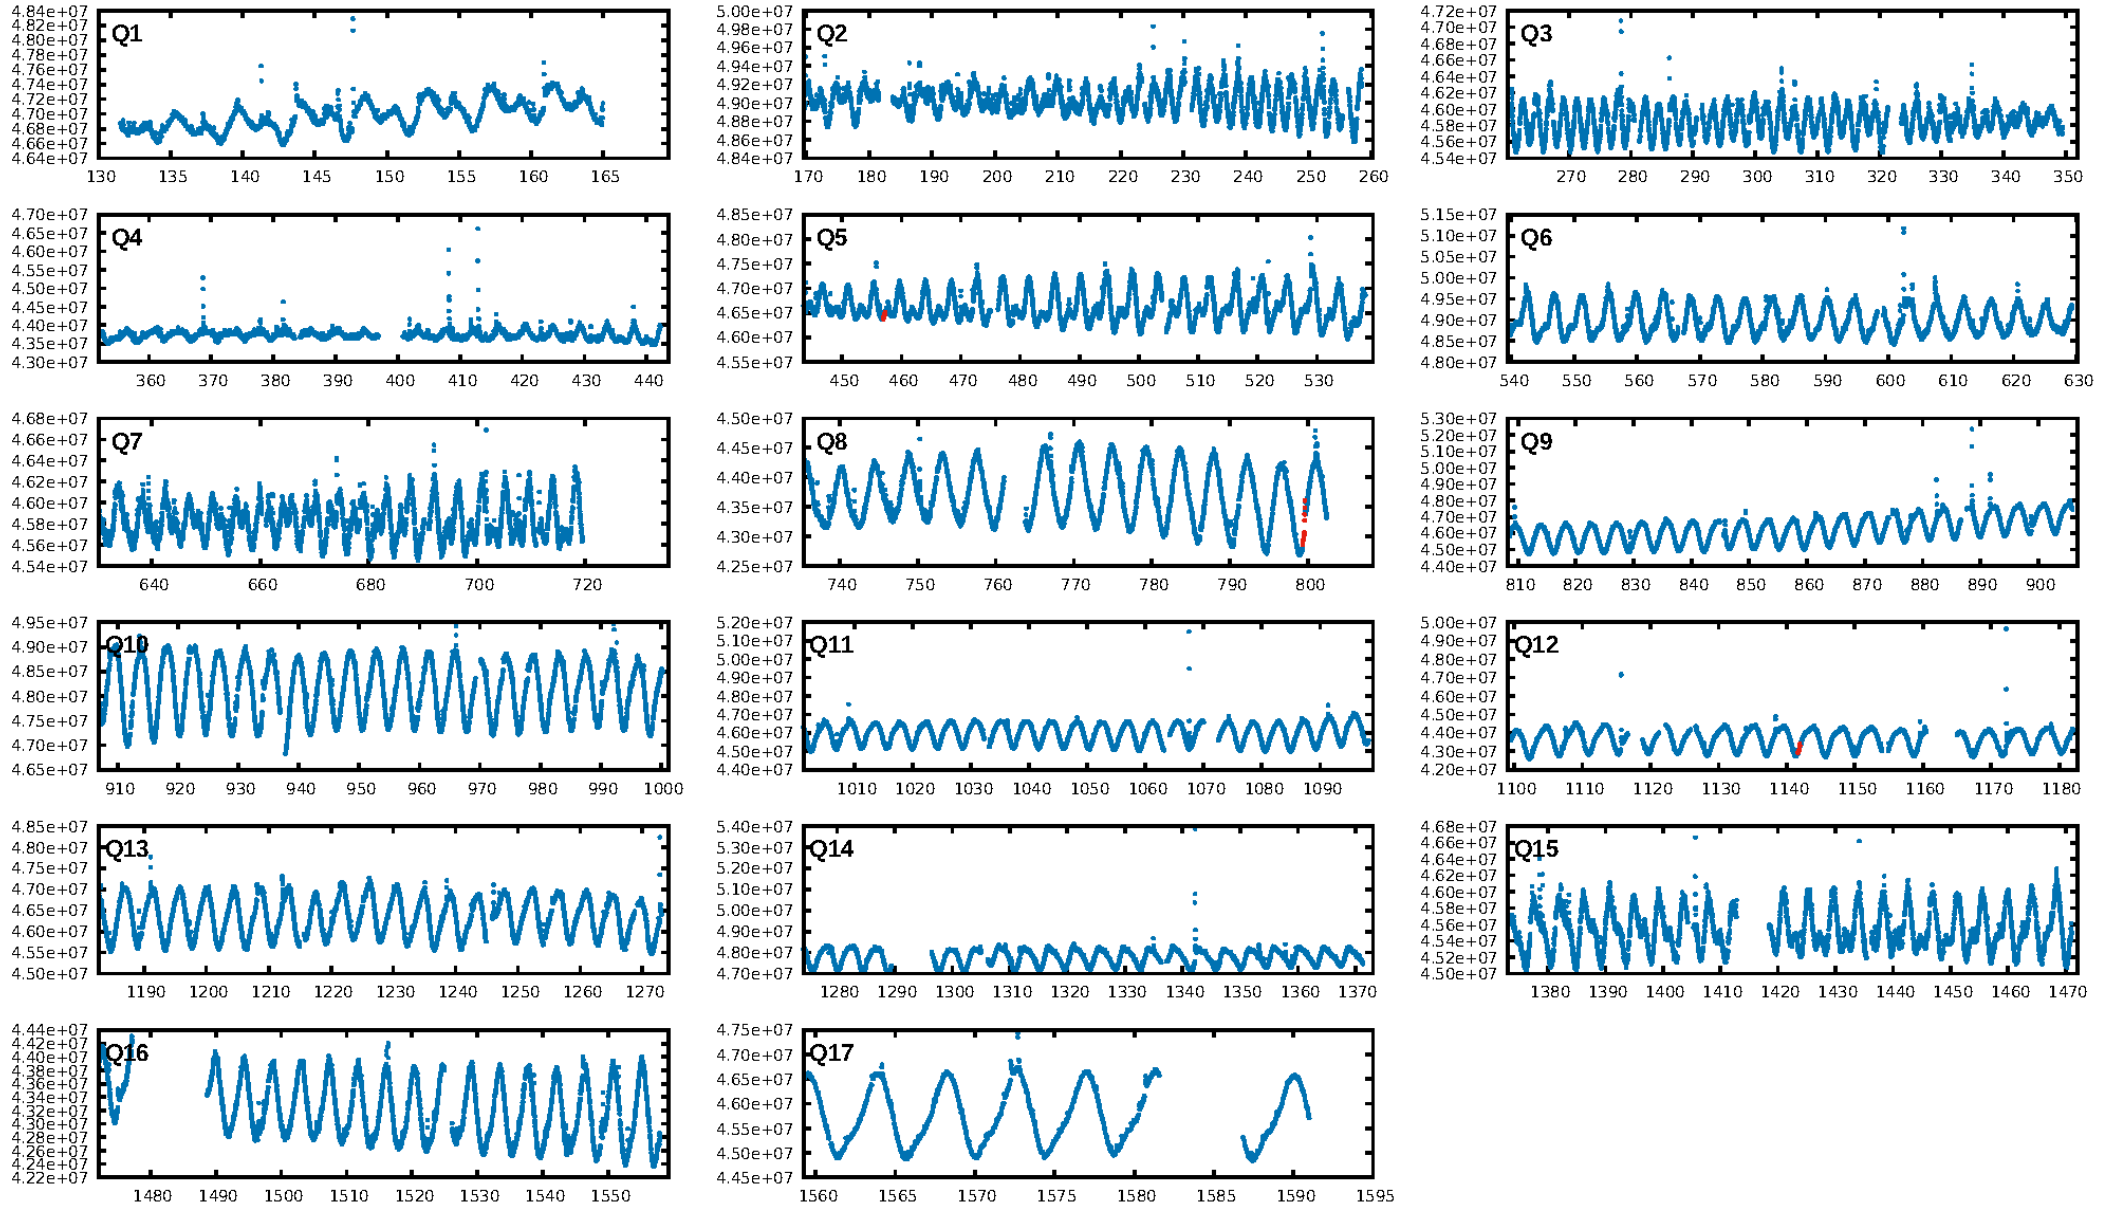 4.84e+07
4.82e+07
4.80e+07
4.78e+07
4.76e+07
4.74e+07
4.72e+07
4.70e+07
4.68e+07
4.66e+07
4.64e+07
Q1
130 135 140 145 150 155 160 165
5.00e+07
4.98e+07
4.96e+07
4.94e+07
4.92e+07
4.90e+07
4.88e+07
4.86e+07
4.84e+07
Q2
170 180 190 200 210 220 230 240 250 260
4.72e+07
4.70e+07
4.68e+07
4.66e+07
4.64e+07
4.62e+07
4.60e+07
4.58e+07
4.56e+07
4.54e+07
Q3
270 280 290 300 310 320 330 340 350
4.70e+07
4.65e+07
4.60e+07
4.55e+07
4.50e+07
4.45e+07
4.40e+07
4.35e+07
4.30e+07
Q4
360 370 380 390 400 410 420 430 440
4.85e+07
4.80e+07
4.75e+07
4.70e+07
4.65e+07
4.60e+07
4.55e+07
Q5
450 460 470 480 490 500 510 520 530
5.15e+07
5.10e+07
5.05e+07
5.00e+07
4.95e+07
4.90e+07
4.85e+07
4.80e+07
Q6
540 550 560 570 580 590 600 610 620 630
4.68e+07
4.66e+07
4.64e+07
4.62e+07
4.60e+07
4.58e+07
4.56e+07
4.54e+07
Q7
640 660 680 700 720
4.50e+07
4.45e+07
4.40e+07
4.35e+07
4.30e+07
4.25e+07
Q8
740 750 760 770 780 790 800
5.30e+07
5.20e+07
5.10e+07
5.00e+07
4.90e+07
4.80e+07
4.70e+07
4.60e+07
4.50e+07
4.40e+07
Q9
810 820 830 840 850 860 870 880 890 900
4.95e+07
4.90e+07
4.85e+07
4.80e+07
4.75e+07
4.70e+07
4.65e+07
Q10
910 920 930 940 950 960 970 980 990 1000
5.20e+07
5.10e+07
5.00e+07
4.90e+07
4.80e+07
4.70e+07
4.60e+07
4.50e+07
4.40e+07
Q11
1010 1020 1030 1040 1050 1060 1070 1080 1090
5.00e+07
4.90e+07
4.80e+07
4.70e+07
4.60e+07
4.50e+07
4.40e+07
4.30e+07
4.20e+07
Q12
1100 1110 1120 1130 1140 1150 1160 1170 1180
4.85e+07
4.80e+07
4.75e+07
4.70e+07
4.65e+07
4.60e+07
4.55e+07
4.50e+07
Q13
1190 1200 1210 1220 1230 1240 1250 1260 1270
5.40e+07
5.30e+07
5.20e+07
5.10e+07
5.00e+07
4.90e+07
4.80e+07
4.70e+07
Q14
1280 1290 1300 1310 1320 1330 1340 1350 1360 1370
4.68e+07
4.66e+07
4.64e+07
4.62e+07
4.60e+07
4.58e+07
4.56e+07
4.54e+07
4.52e+07
4.50e+07
Q15
1380 1390 1400 1410 1420 1430 1440 1450 1460 1470
4.44e+07
4.42e+07
4.40e+07
4.38e+07
4.36e+07
4.34e+07
4.32e+07
4.30e+07
4.28e+07
4.26e+07
4.24e+07
4.22e+07
Q16
1480 1490 1500 1510 1520 1530 1540 1550
4.75e+07
4.70e+07
4.65e+07
4.60e+07
4.55e+07
4.50e+07
4.45e+07
Q17
1560 1565 1570 1575 1580 1585 1590 1595